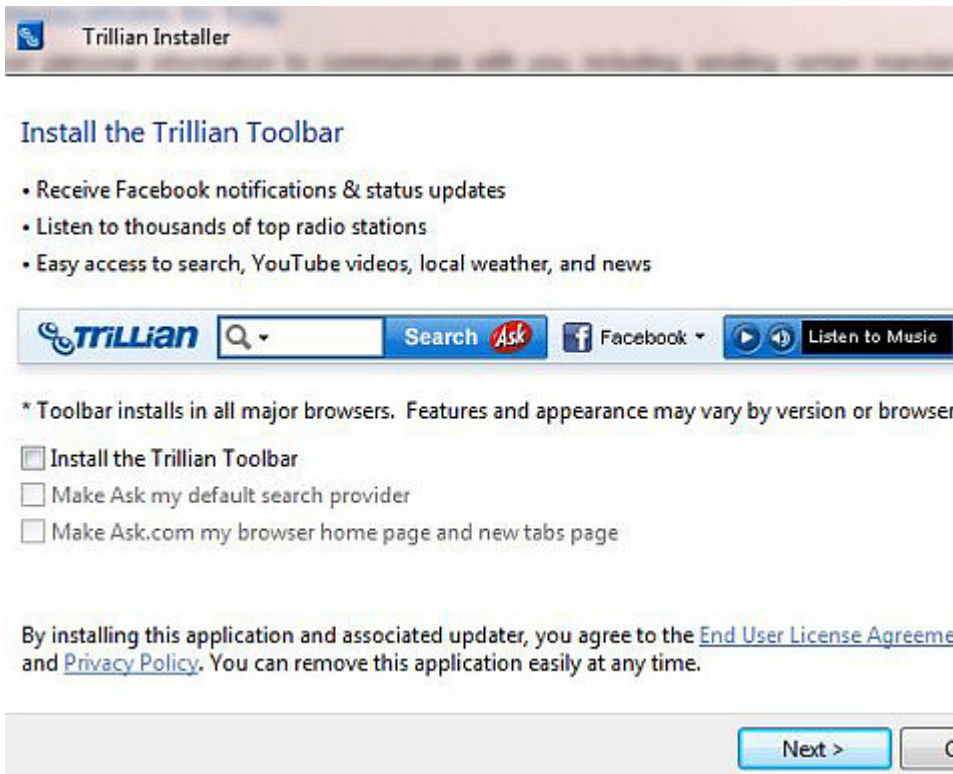 Trillian Installer
Install the Trillian Toolbar
• Receive Facebook notifications & status updates
• Listen to thousands of top radio stations
• Easy access to search, YouTube videos, local weather, and news
TRiLLiAN Search Ask Facebook Listen to Music
* Toolbar installs in all major browsers. Features and appearance may vary by version or browser
Install the Trillian Toolbar
Make Ask my default search provider
Make Ask.com my browser home page and new tabs page
By installing this application and associated updater, you agree to the End User License Agreeme
and Privacy Policy. You can remove this application easily at any time.
Next >